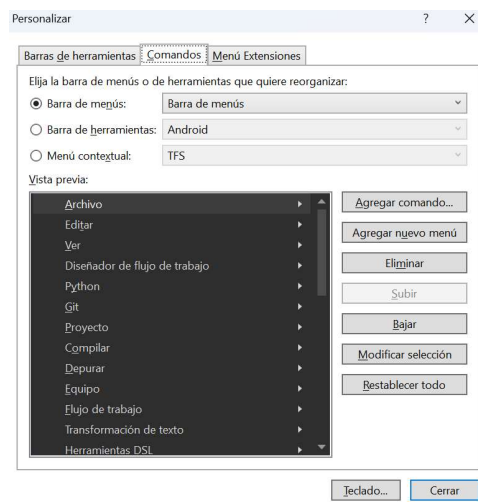 Personalizar ? X
Barras de herramientas Comandos Menú Extensiones
Elija la barra de menús o de herramientas que quiere reorganizar:
Barra de menús: Barra de menús
Barra de herramientas: Android
Menú contextual: TFS
Vista previa:
Archivo
Editar
Ver
Diseñador de flujo de trabajo
Python
Git
Proyecto
Compilar
Depurar
Equipo
Flujo de trabajo
Transformación de texto
Herramientas DSL
Agregar comando...
Agregar nuevo menú
Eliminar
Subir
Bajar
Modificar selección
Restablecer todo
Teclado... Cerrar